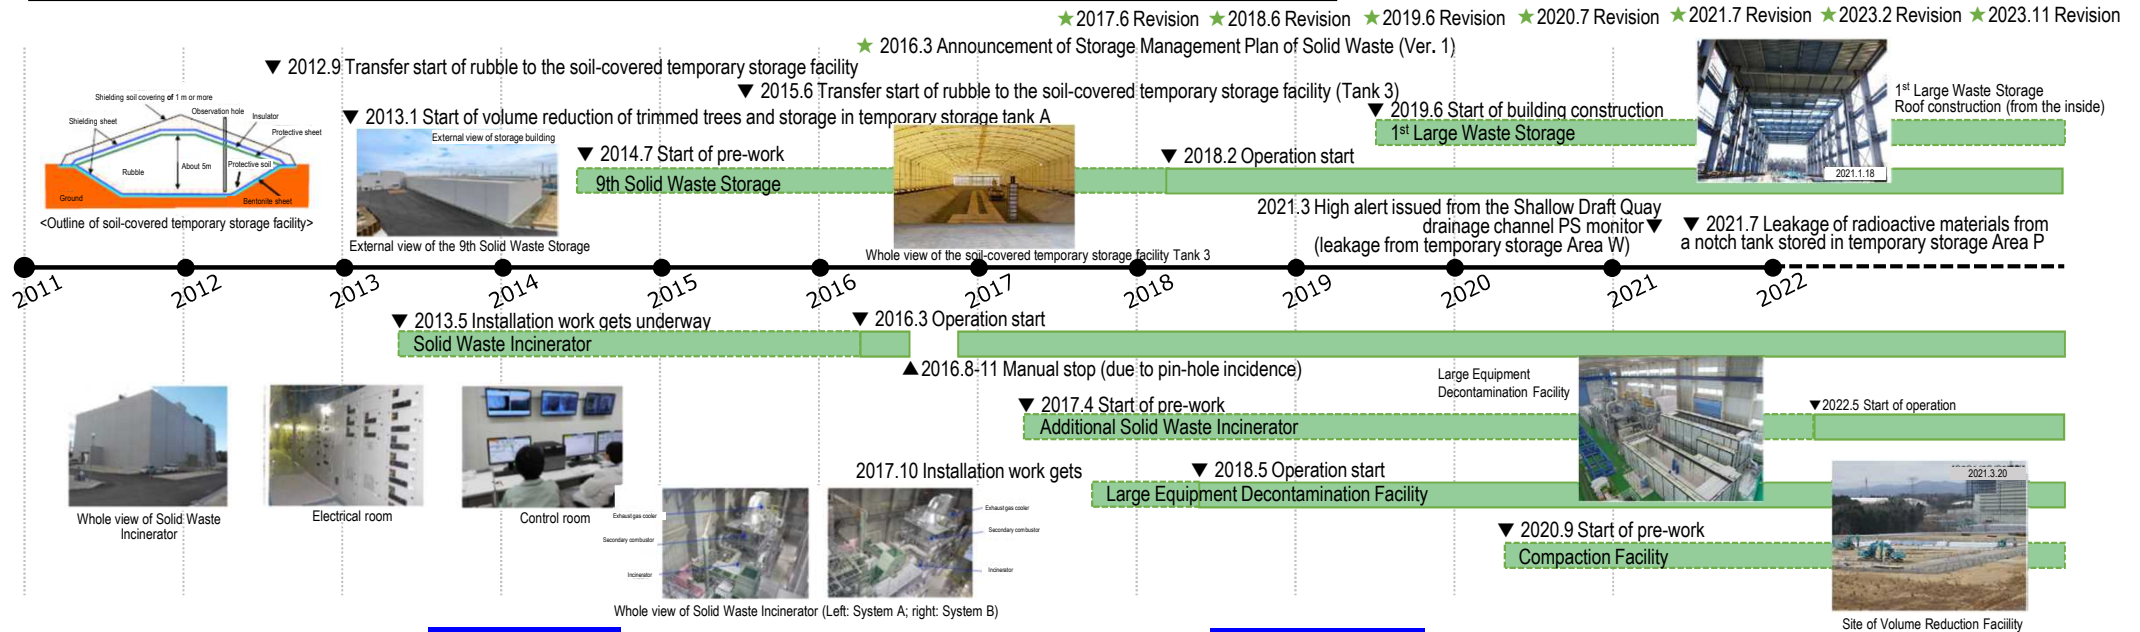 ★2017.6 Revision ★2018.6 Revision ★2019.6 Revision ★2020.7 Revision ★2021.7 Revision ★2023.2 Revision ★2023.11 Revision
★ 2016.3 Announcement of Storage Management Plan of Solid Waste (Ver. 1)
▼ 2012.9 Transfer start of rubble to the soil-covered temporary storage facility
▼ 2015.6 Transfer start of rubble to the soil-covered temporary storage facility (Tank 3)
▼ 2013.1 Start of volume reduction of trimmed trees and storage in temporary storage tank A
Shielding soil covering of 1 m or more
Observation hole
Shielding sheet
Insulator
Protective sheet
About 5m
Protective soil
Rubble
Ground
Bentonite sheet
<Outline of soil-covered temporary storage facility>
External view of storage building
External view of the 9th Solid Waste Storage
▼ 2014.7 Start of pre-work
9th Solid Waste Storage
▼ 2018.2 Operation start
Whole view of the soil-covered temporary storage facility Tank 3
▼ 2019.6 Start of building construction
1st Large Waste Storage
2021.1.18
1st Large Waste Storage
Roof construction (from the inside)
2021.3 High alert issued from the Shallow Draft Quay
drainage channel PS monitor▼
(leakage from temporary storage Area W)
▼ 2021.7 Leakage of radioactive materials from
a notch tank stored in temporary storage Area P
2011
2012
2013
2014
2015
2016
2017
2018
2019
2020
2021
2022
▼ 2013.5 Installation work gets underway
Solid Waste Incinerator
▼ 2016.3 Operation start
▲2016.8-11 Manual stop (due to pin-hole incidence)
▼ 2017.4 Start of pre-work
Additional Solid Waste Incinerator
▼2022.5 Start of operation
Large Equipment
Decontamination Facility
2017.10 Installation work gets
▼ 2018.5 Operation start
Large Equipment Decontamination Facility
▼ 2020.9 Start of pre-work
Compaction Facility
2021.3.20
Site of Volume Reduction Faciility
Whole view of Solid Waste
Incinerator
Electrical room
Control room
Exhaust gas cooler
Secondary combustor
Incinerator
Exhaust gas cooler
Secondary combustor
Incinerator
Whole view of Solid Waste Incinerator (Left: System A; right: System B)